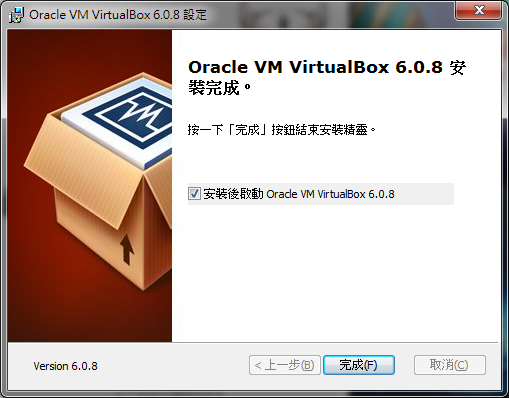 Oracle VM VirtualBox 6.0.8 設定
Oracle VM VirtualBox 6.0.8 安
裝完成。
按一下「完成」按鈕結束安裝精靈。
安裝後啟動 Oracle VM VirtualBox 6.0.8
Version 6.0.8
< 上一步(B)
完成(F)
取消(C)